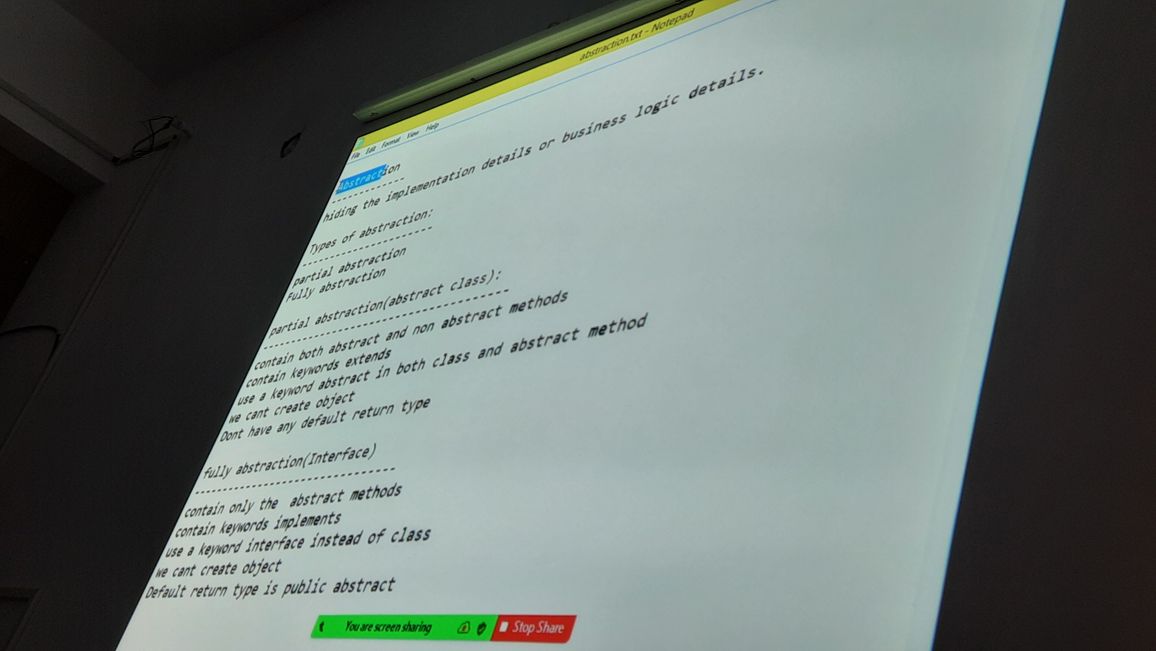 abstraction.txt - Notepad
File Edit Format View Help
Abstraction
--------------
hiding the implementation details or business logic details.
Types of abstraction:
--------------------
partial abstraction
Fully abstraction
partial abstraction(abstract class):
-----------------------------------
contain both abstract and non abstract methods
contain keywords extends
use a keyword abstract in both class and abstract method
we cant create object
Dont have any default return type
fully abstraction(Interface)
------------------------------
contain only the  abstract methods
contain keywords implements
use a keyword interface instead of class
we cant create object
Default return type is public abstract
You are screen sharing Stop Share